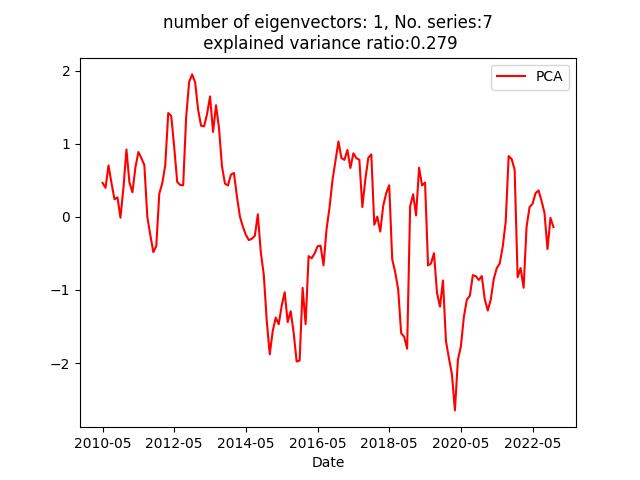 number of eigenvectors: 1, No. series:7
explained variance ratio:0.279
PCA
2
1
0
−1
−2
2010-05 2012-05 2014-05 2016-05 2018-05 2020-05 2022-05
Date